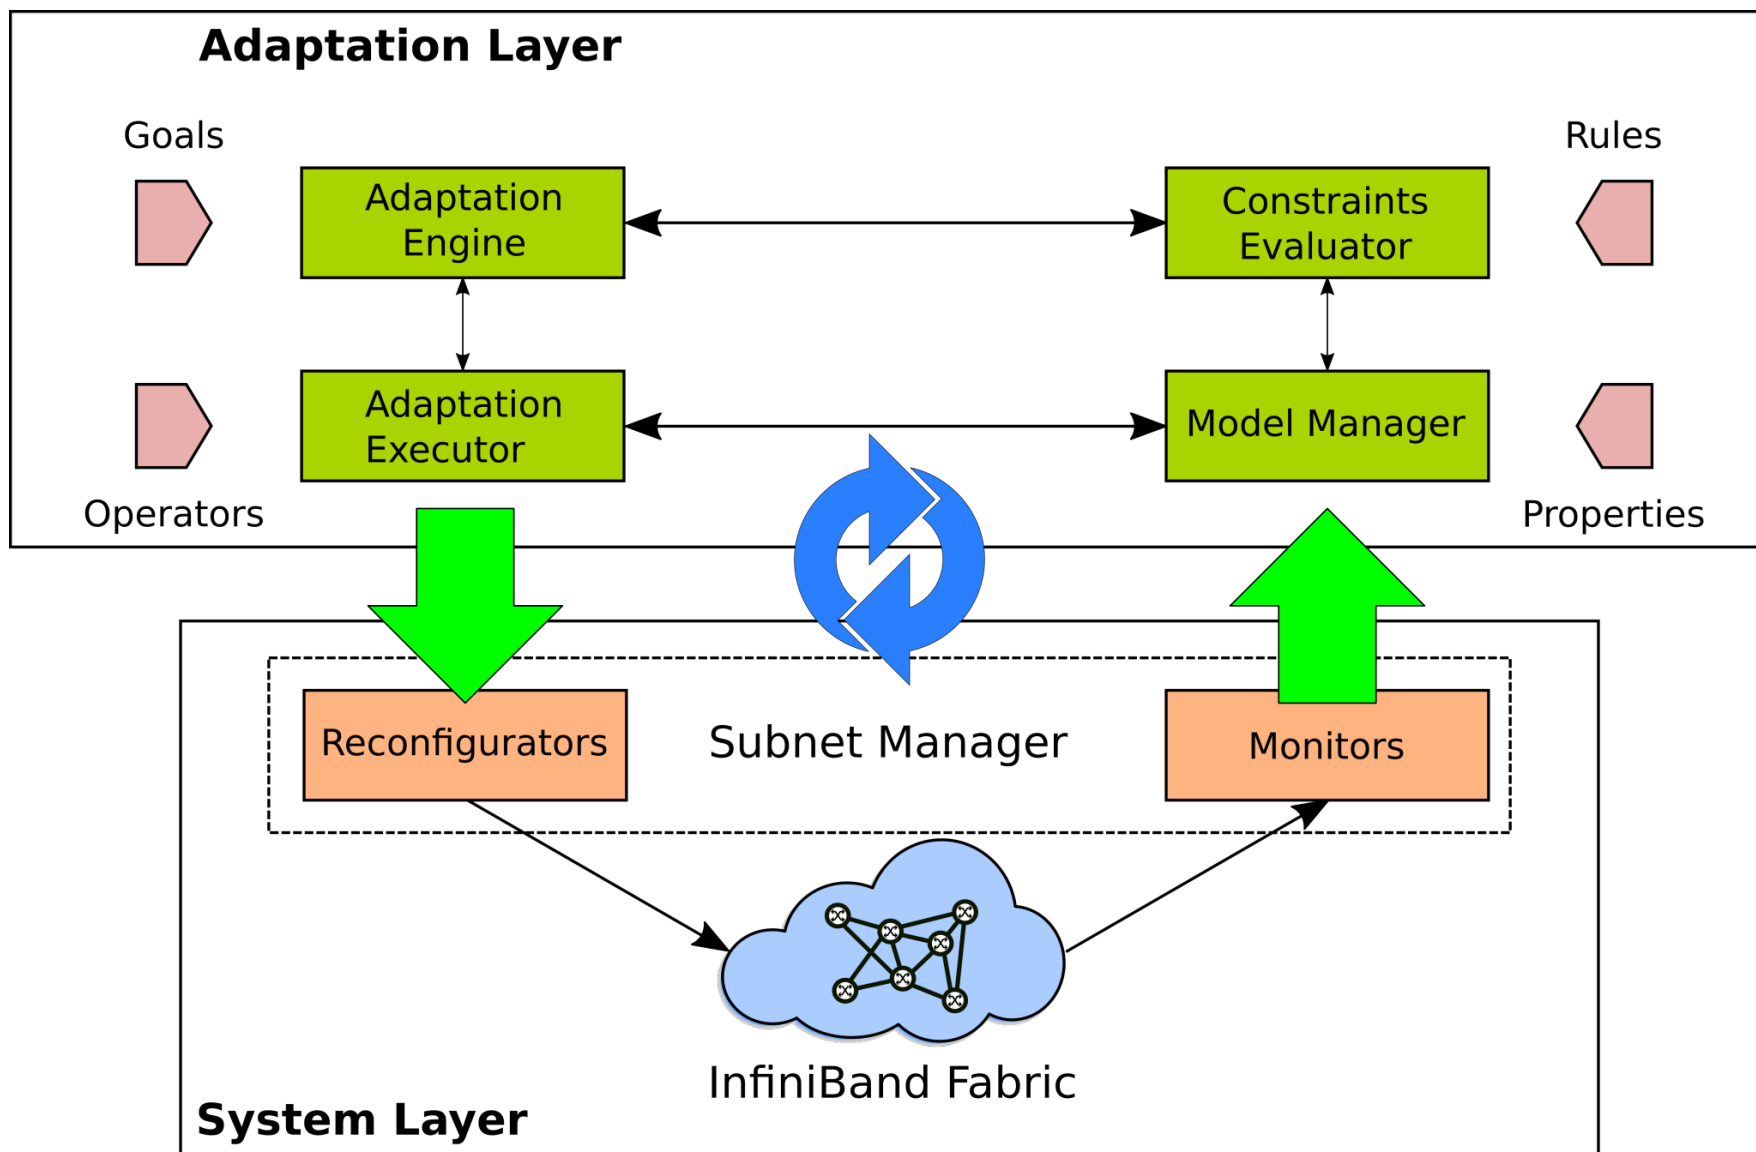 Adaptation Layer
Goals
Rules
Adaptation
Engine
Constraints
Evaluator
Adaptation
Executor
Model Manager
Operators
Properties
Reconfigurators
Subnet Manager
Monitors
InfiniBand Fabric
System Layer